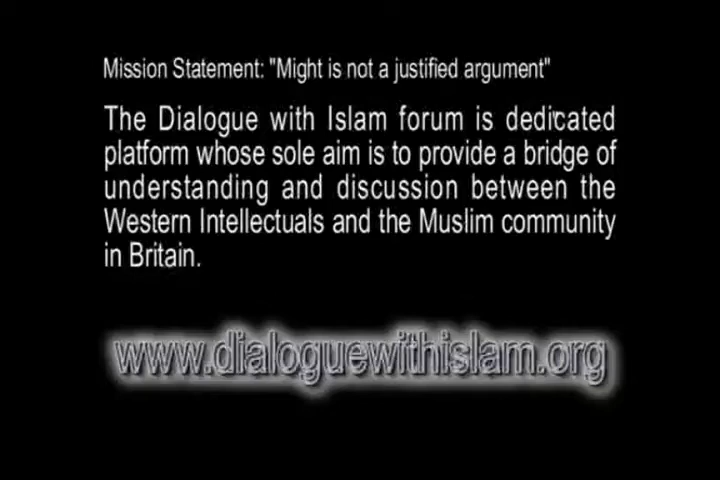 Mission Statement: "Might is not a justified argument"
The Dialogue with Islam forum is dedicated
platform whose sole aim is to provide a bridge of
understanding and discussion between the
Western Intellectuals and the Muslim community
in Britain.
www.dialoguewithislam.org